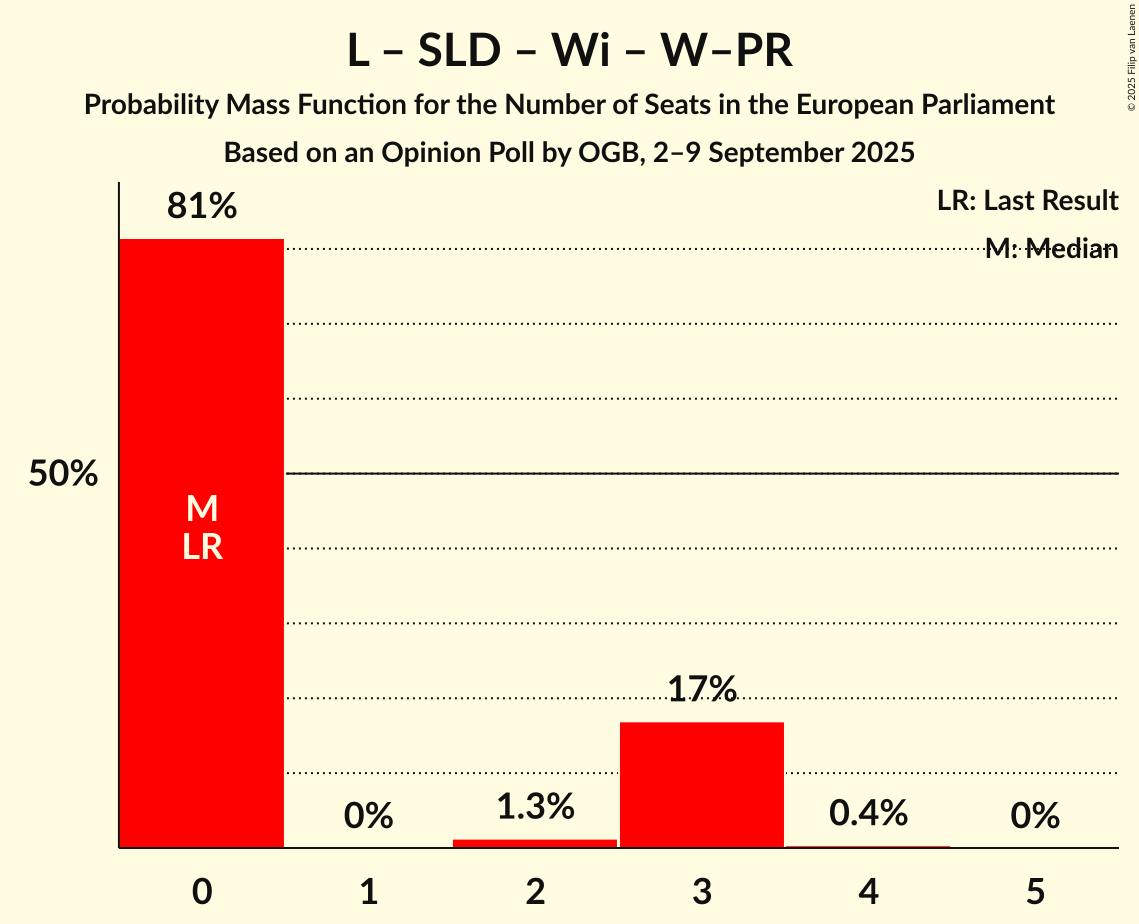 L – SLD – Wi – W–PR
Probability Mass Function for the Number of Seats in the European Parliament
Based on an Opinion Poll by OGB, 2–9 September 2025
© 2025 Filip van Laenen
LR: Last Result
M: Median
81%
50%
M
LR
17%
0%
1.3%
0.4%
0%
0 1 2 3 4 5